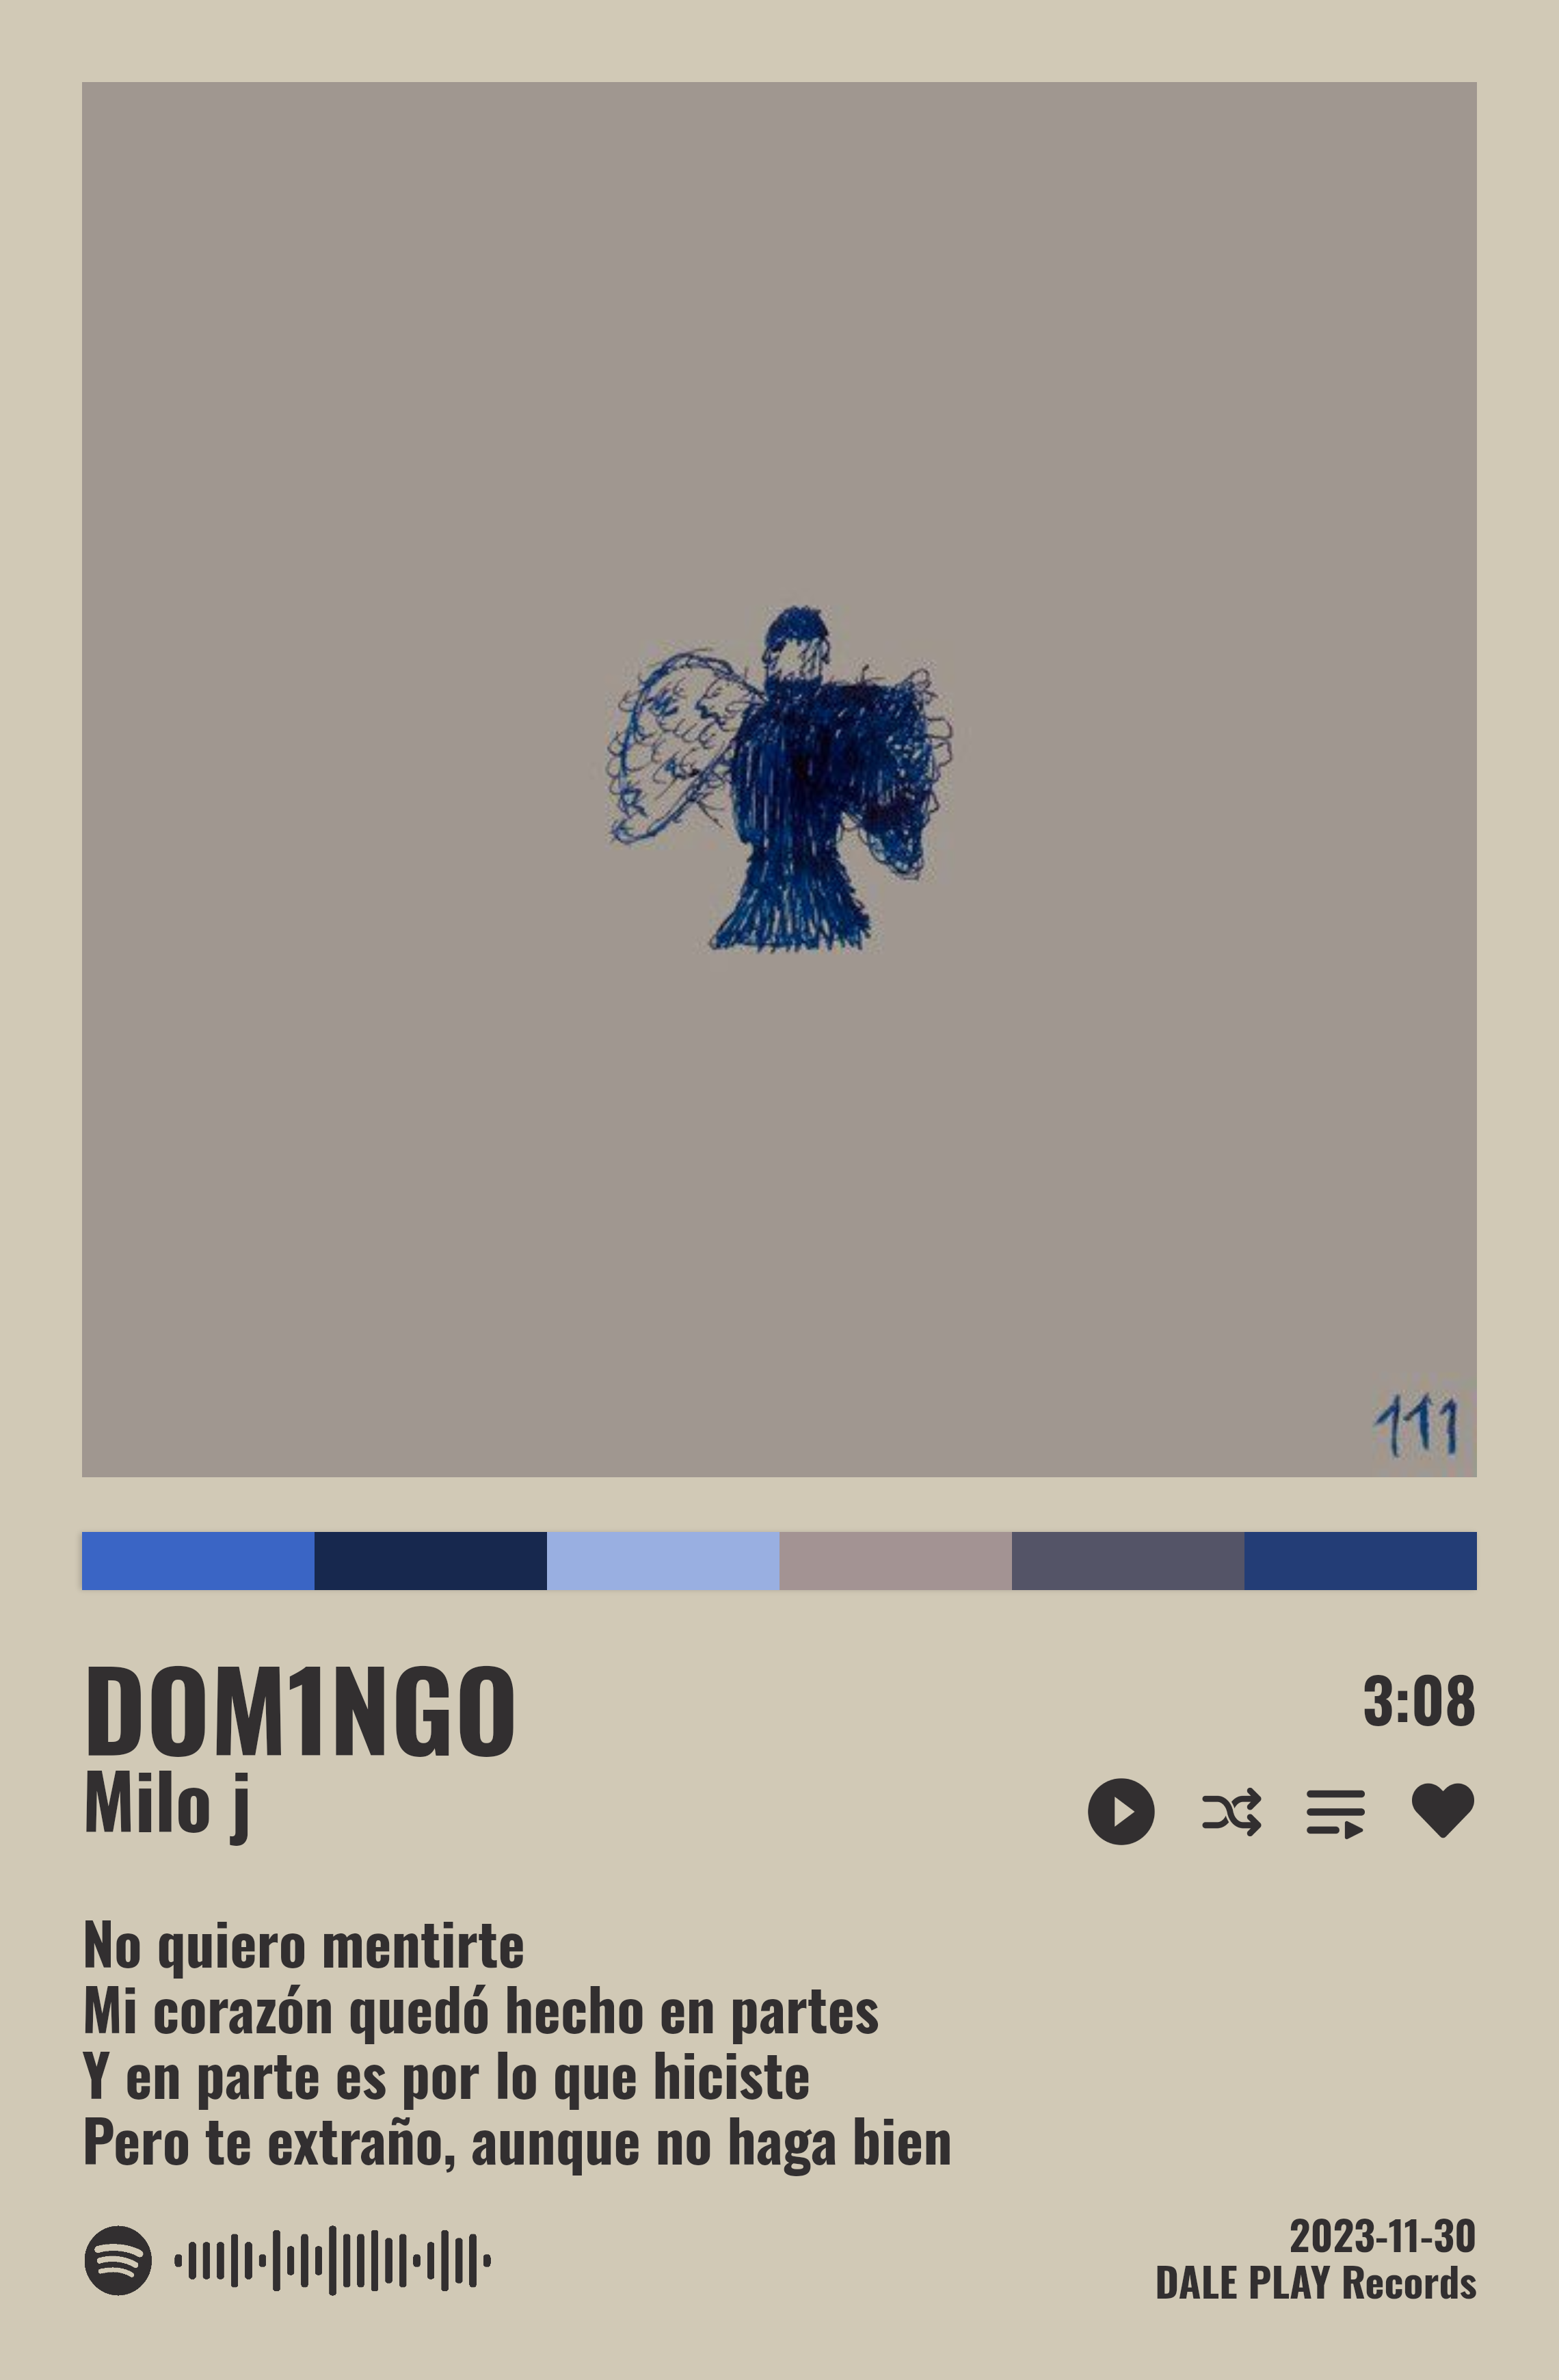 111
DOM1NGO
3:08
Milo j
No quiero mentirte
Mi corazón quedó hecho en partes
Y en parte es por lo que hiciste
Pero te extraño, aunque no haga bien
2023-11-30
DALE PLAY Records